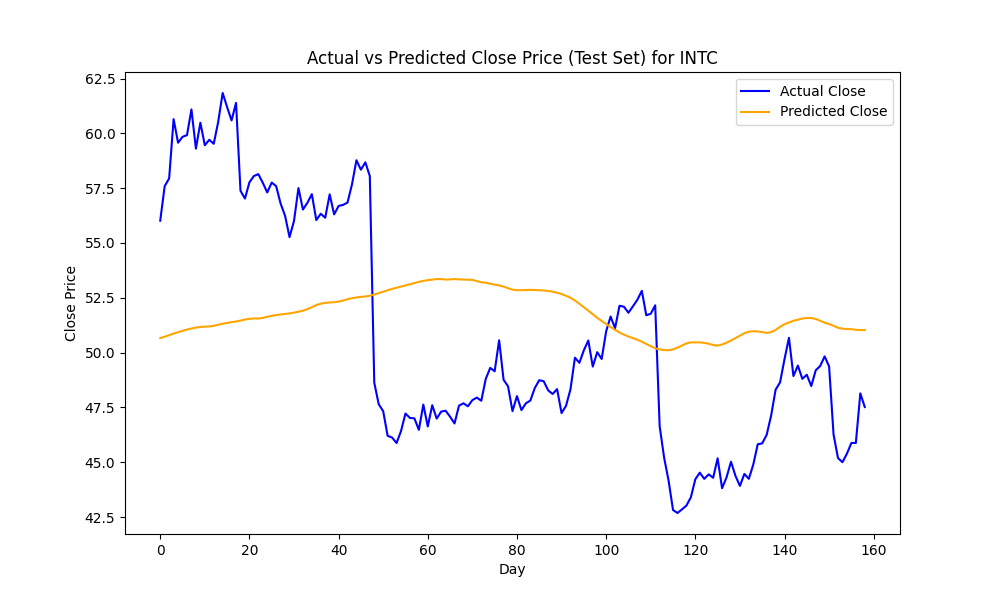 Actual vs Predicted Close Price (Test Set) for INTC
Actual Close
Predicted Close
62.5
60.0
57.5
55.0
52.5
50.0
47.5
45.0
42.5
Close Price
0 20 40 60 80 100 120 140 160
Day